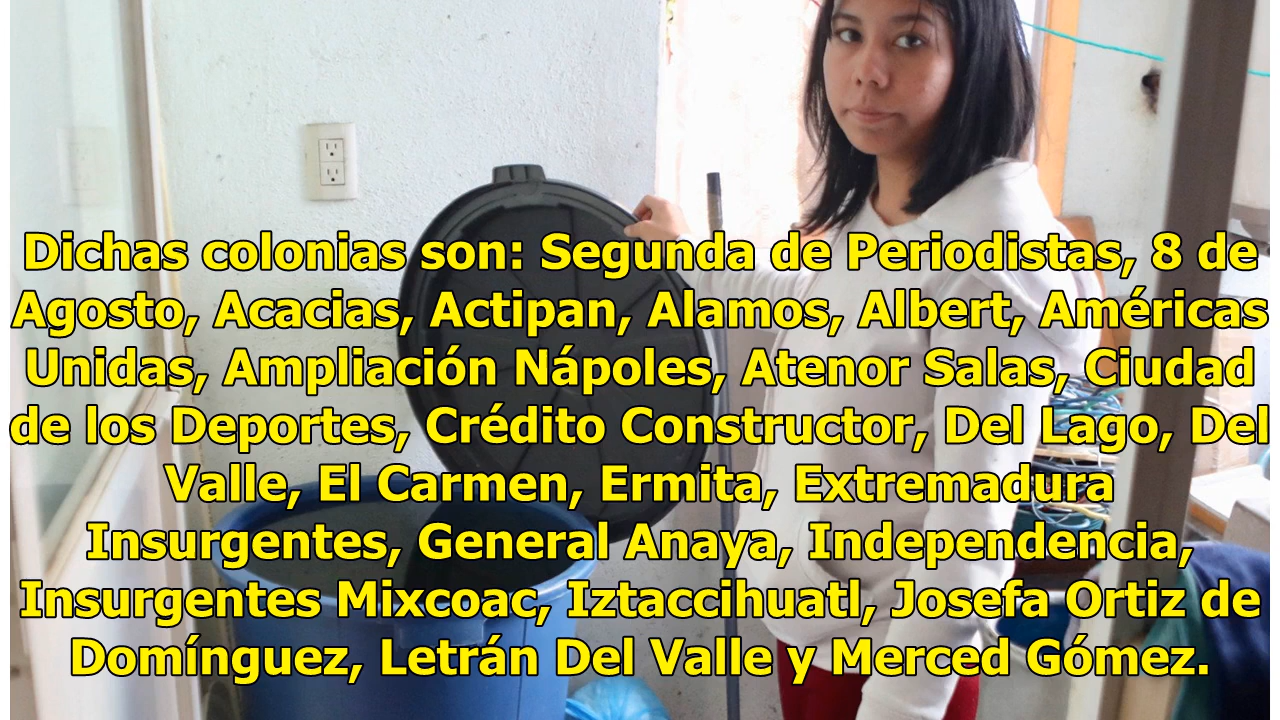 Dichas colonias son: Segunda de Periodistas, 8 de
Agosto, Acacias, Actipan, Alamos, Albert, Américas
Unidas, Ampliación Nápoles, Atenor Salas, Ciudad
de los Deportes, Crédito Constructor, Del Lago, Del
Valle, El Carmen, Ermita, Extremadura
Insurgentes, General Anaya, Independencia,
Insurgentes Mixcoac, Iztaccihuatl, Josefa Ortiz de
Domínguez, Letrán Del Valle y Merced Gómez.